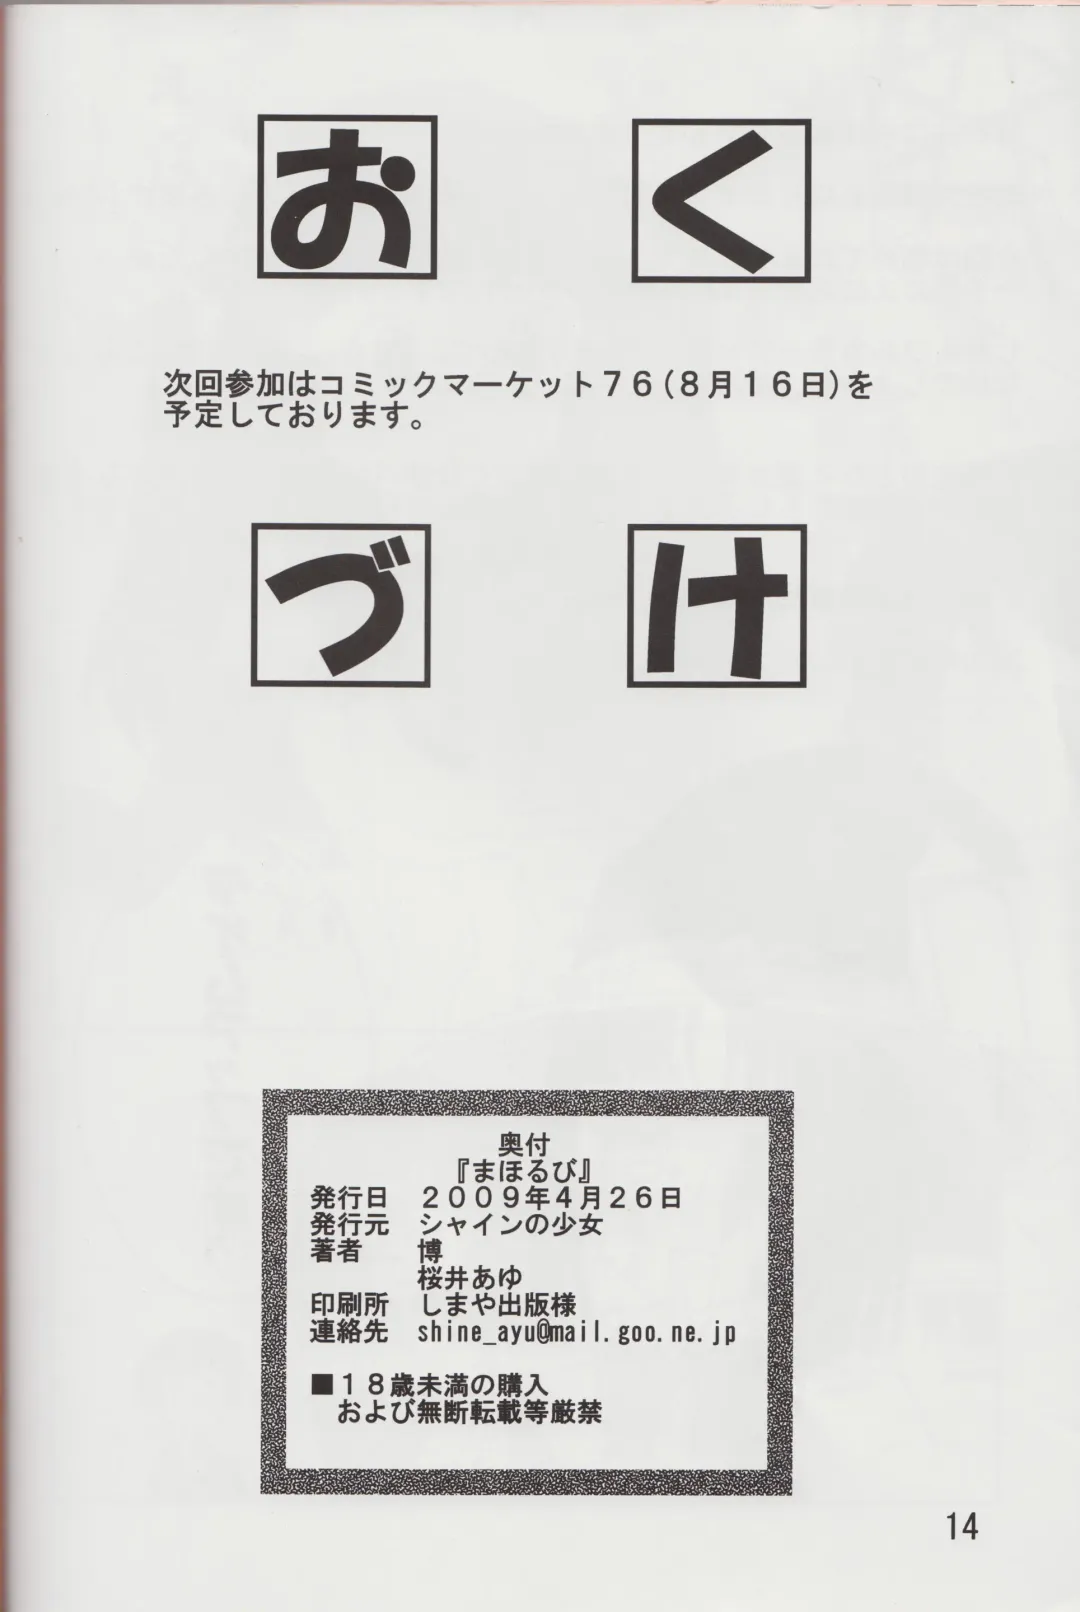 お く
次回参加はコミックマーケット７６(８月１６日)を
予定しております。
づ け
奥付
『まほるび』
発行日　２００９年４月２６日
発行元　シャインの少女
著者　　博
桜井あゆ
印刷所　しまや出版様
連絡先　shine_ayu@mail.goo.ne.jp
■１８歳未満の購入
および無断転載等厳禁
14